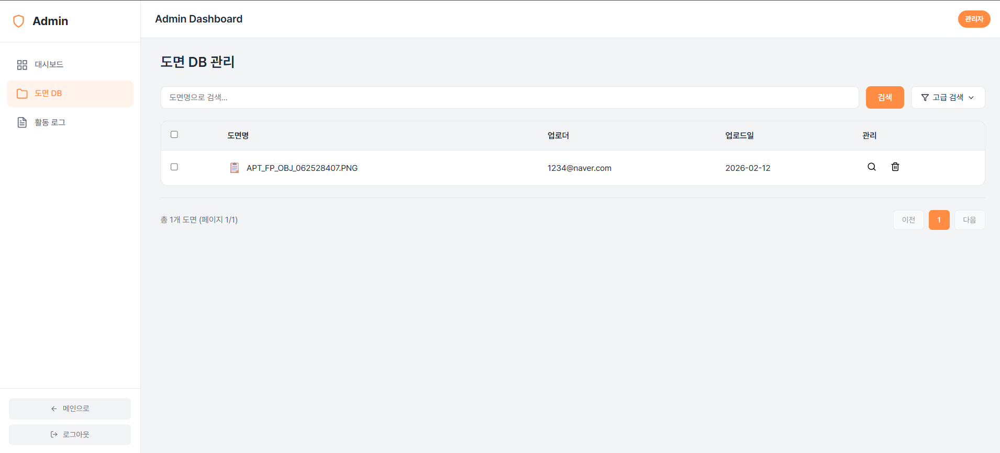 Admin
Admin Dashboard
관리자
대시보드
도면 DB
활동 로그
도면 DB 관리
도면명으로 검색...
검색
고급 검색
도면명 업로더 업로드일 관리
APT_FP_OBJ_062528407.PNG 1234@naver.com 2026-02-12
총 1개 도면 (페이지 1/1)
이전 1 다음
메인으로
로그아웃